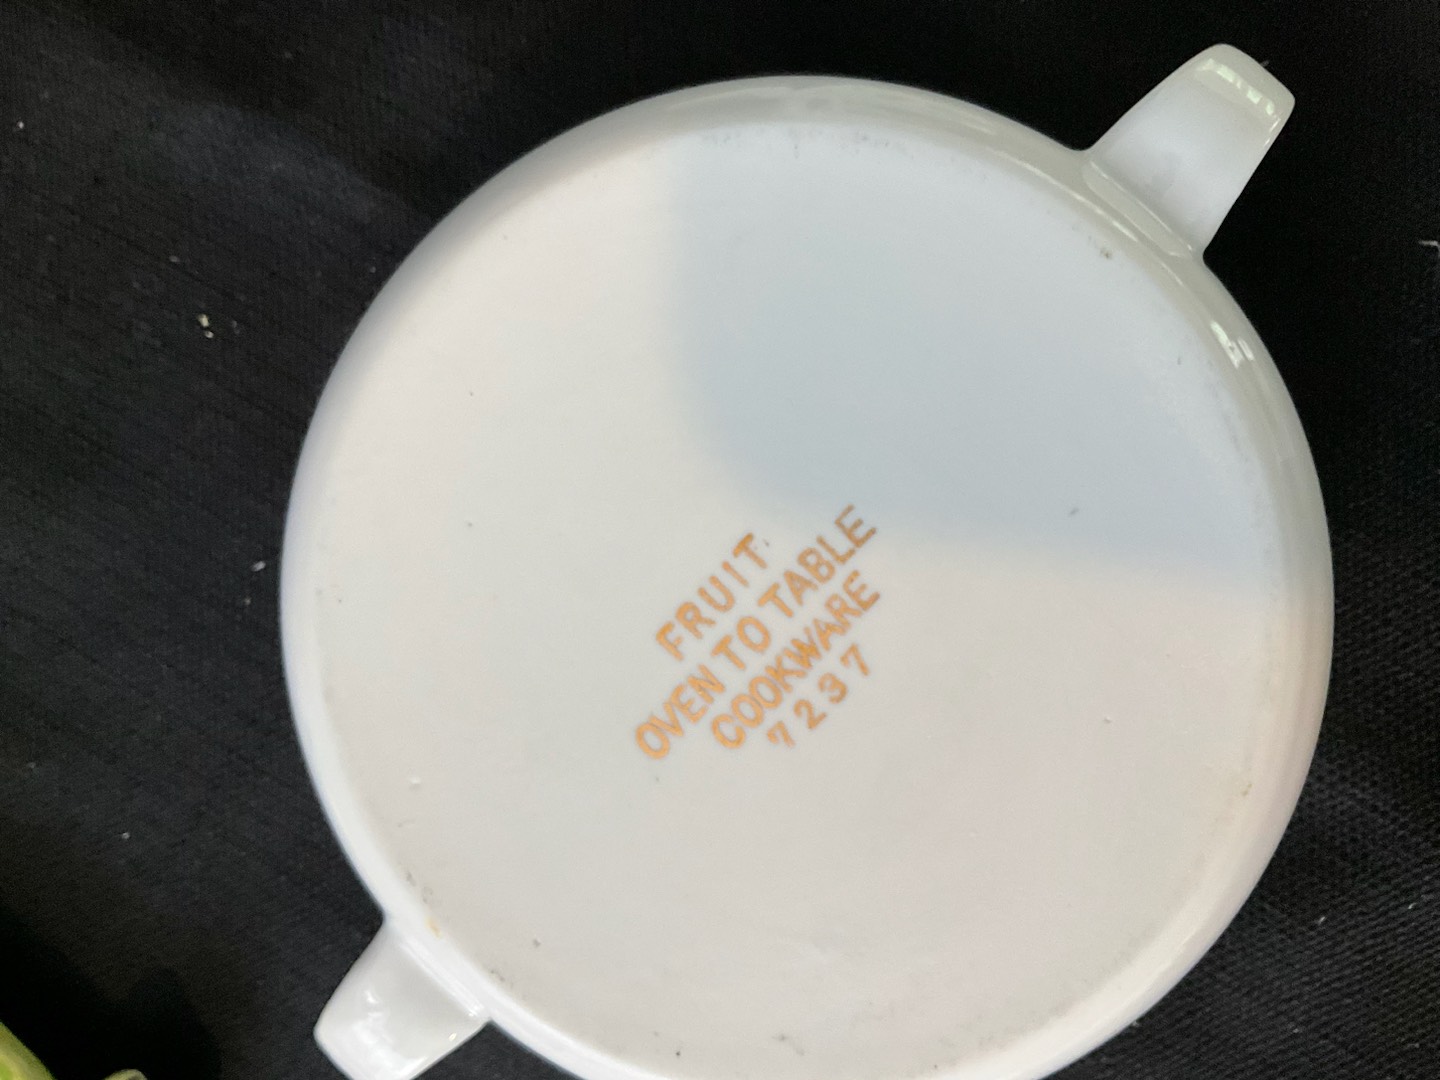 FRUIT
OVEN TO TABLE
COOKWARE
7237